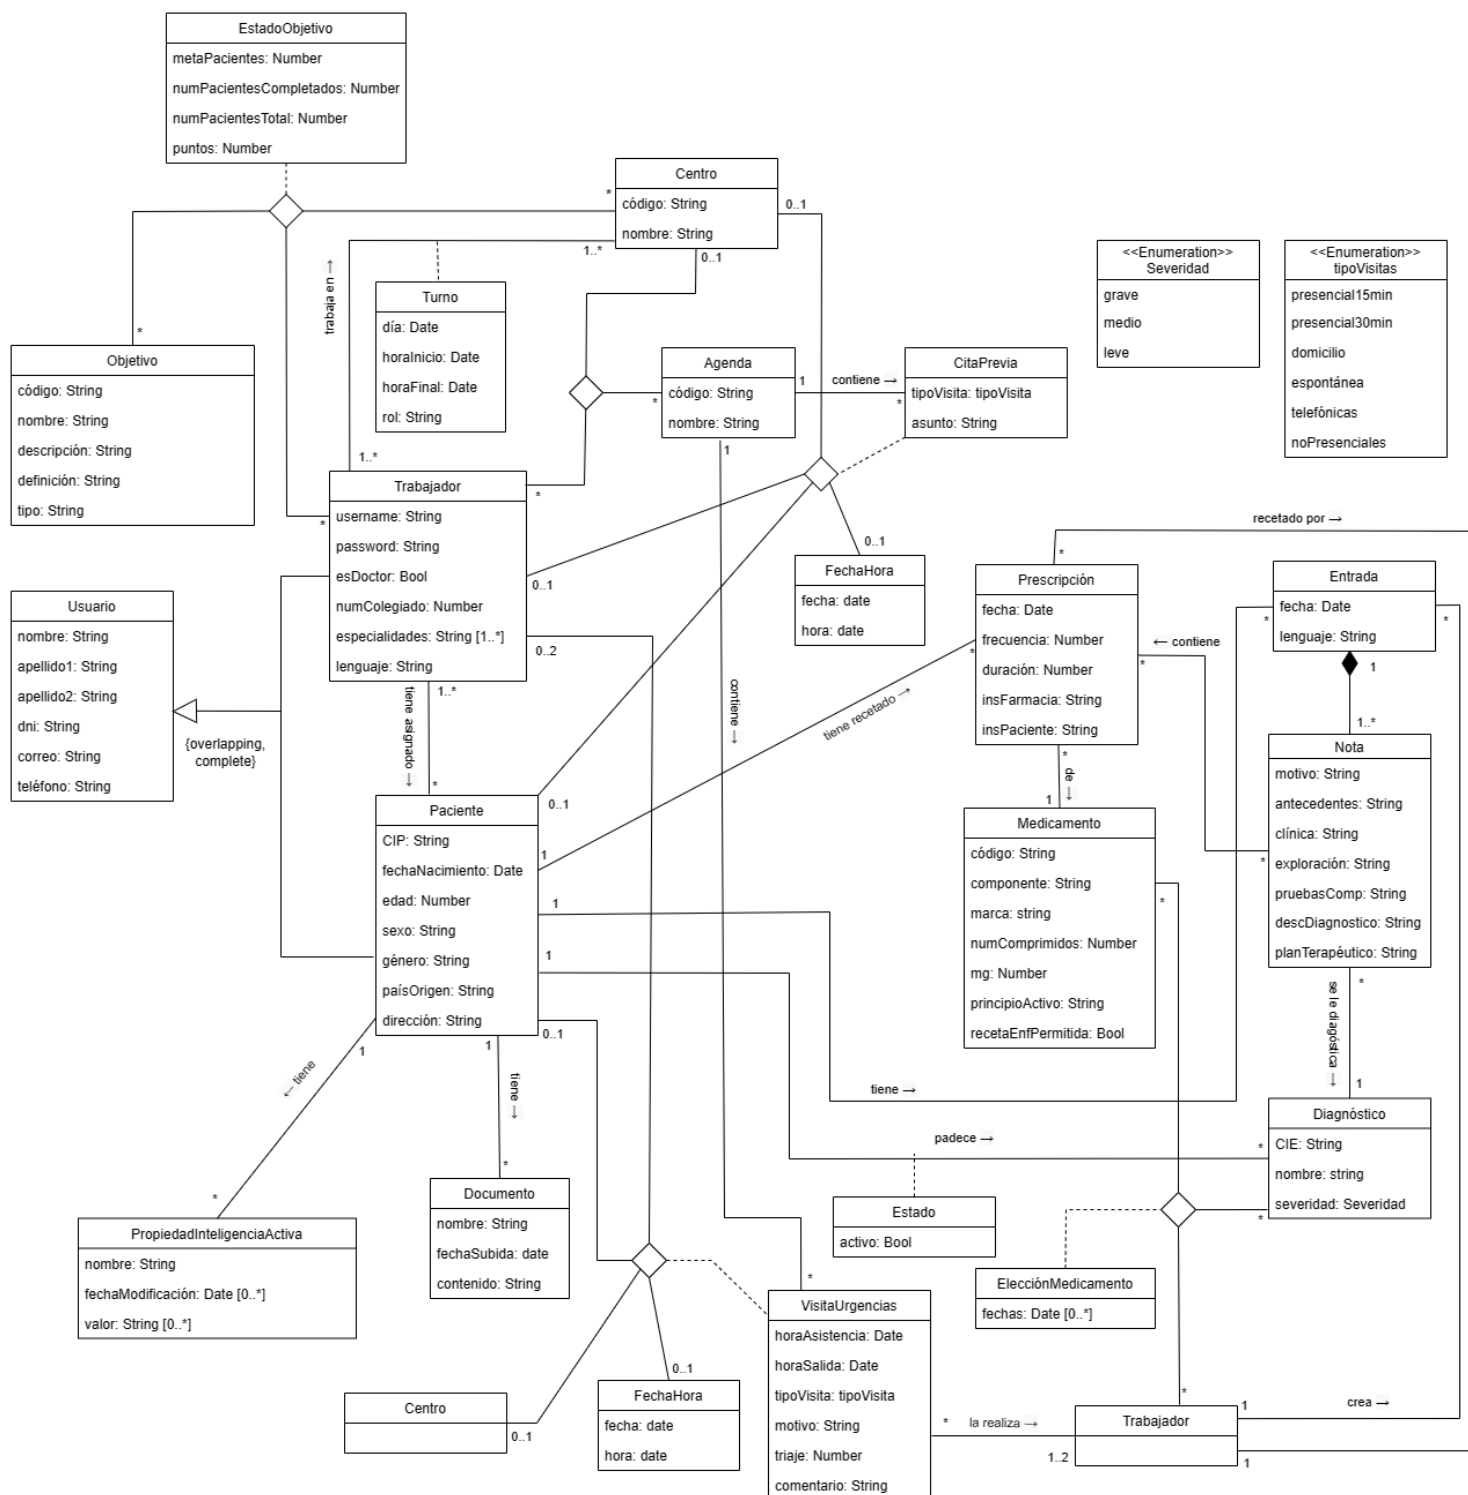 EstadoObjetivo
metaPacientes: Number
numPacientesCompletados: Number
numPacientesTotal: Number
puntos: Number
Centro
código: String
nombre: String
*
0..1
*
1..*
0..1
trabaja en →
Turno
día: Date
horaInicio: Date
horaFinal: Date
rol: String
<<Enumeration>>
Severidad
grave
medio
leve
<<Enumeration>>
tipoVisitas
presencial15min
presencial30min
domicilio
espontánea
telefónicas
noPresenciales
*
Objetivo
código: String
nombre: String
descripción: String
definición: String
tipo: String
Agenda
código: String
nombre: String
*
1
contiene →
*
1
CitaPrevia
tipoVisita: tipoVisita
asunto: String
1..*
*
*
Trabajador
username: String
password: String
esDoctor: Bool
numColegiado: Number
especialidades: String [1..*]
lenguaje: String
0..1
0..2
1..*
0..1
FechaHora
fecha: date
hora: date
recetado por →
*
Prescripción
fecha: Date
frecuencia: Number
duración: Number
insFarmacia: String
insPaciente: String
*
*
*
← contiene
Entrada
fecha: Date
lenguaje: String
*
*
1
1..*
Usuario
nombre: String
apellido1: String
apellido2: String
dni: String
correo: String
teléfono: String
{overlapping,
complete}
tiene asignado →
*
contiene →
tiene recetado →
de →
1
Nota
motivo: String
antecedentes: String
clínica: String
exploración: String
pruebasComp: String
descDiagnostico: String
planTerapéutico: String
*
*
Paciente
CIP: String
fechaNacimiento: Date
edad: Number
sexo: String
género: String
paísOrigen: String
dirección: String
0..1
1
1
1
0..1
1
1
Medicamento
código: String
componente: String
marca: string
numComprimidos: Number
mg: Number
principioActivo: String
recetaEnfPermitida: Bool
*
se le diagóstica →
1
← tiene
tiene →
tiene →
padece →
*
*
*
Diagnóstico
CIE: String
nombre: string
severidad: Severidad
*
Documento
nombre: String
fechaSubida: date
contenido: String
Estado
activo: Bool
PropiedadInteligenciaActiva
nombre: String
fechaModificación: Date [0..*]
valor: String [0..*]
*
VisitaUrgencias
horaAsistencia: Date
horaSalida: Date
tipoVisita: tipoVisita
motivo: String
triaje: Number
comentario: String
ElecciónMedicamento
fechas: Date [0..*]
0..1
FechaHora
fecha: date
hora: date
Centro
0..1
*
la realiza →
1..2
*
Trabajador
1
1
crea →